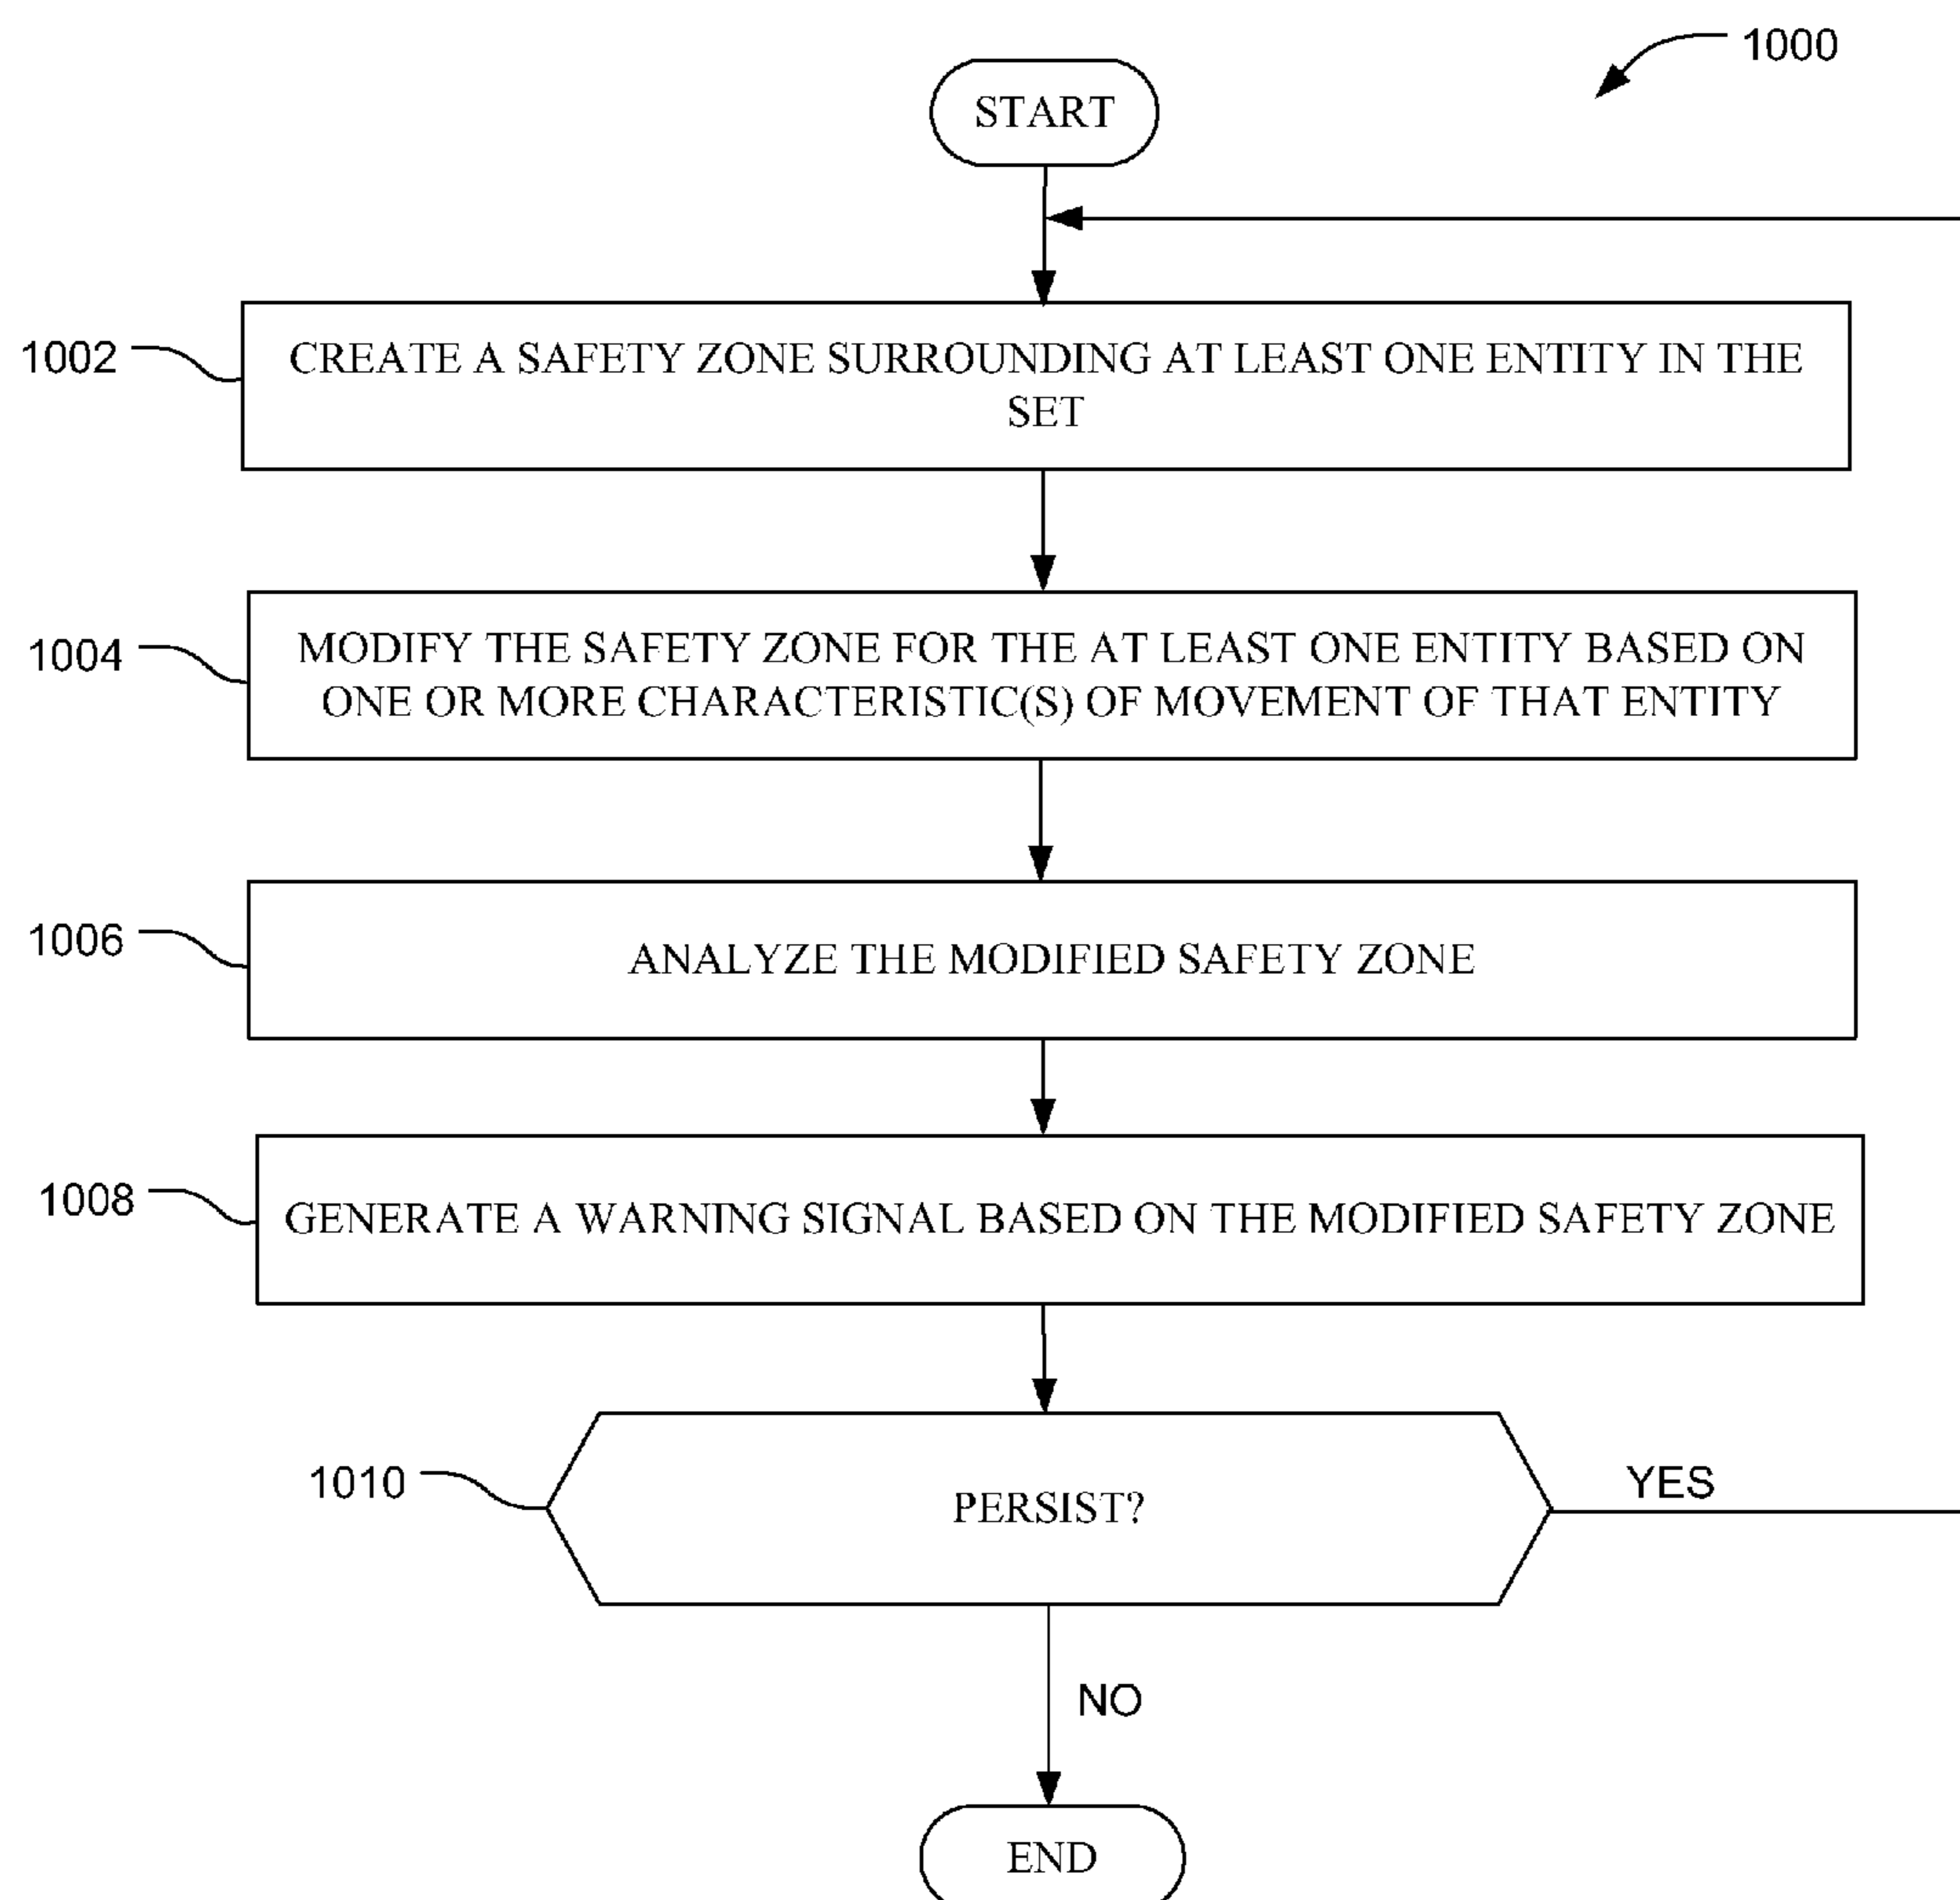 1000
START
1002
CREATE A SAFETY ZONE SURROUNDING AT LEAST ONE ENTITY IN THE
SET
1004
MODIFY THE SAFETY ZONE FOR THE AT LEAST ONE ENTITY BASED ON
ONE OR MORE CHARACTERISTIC(S) OF MOVEMENT OF THAT ENTITY
1006
ANALYZE THE MODIFIED SAFETY ZONE
1008
GENERATE A WARNING SIGNAL BASED ON THE MODIFIED SAFETY ZONE
1010
PERSIST?
YES
NO
END